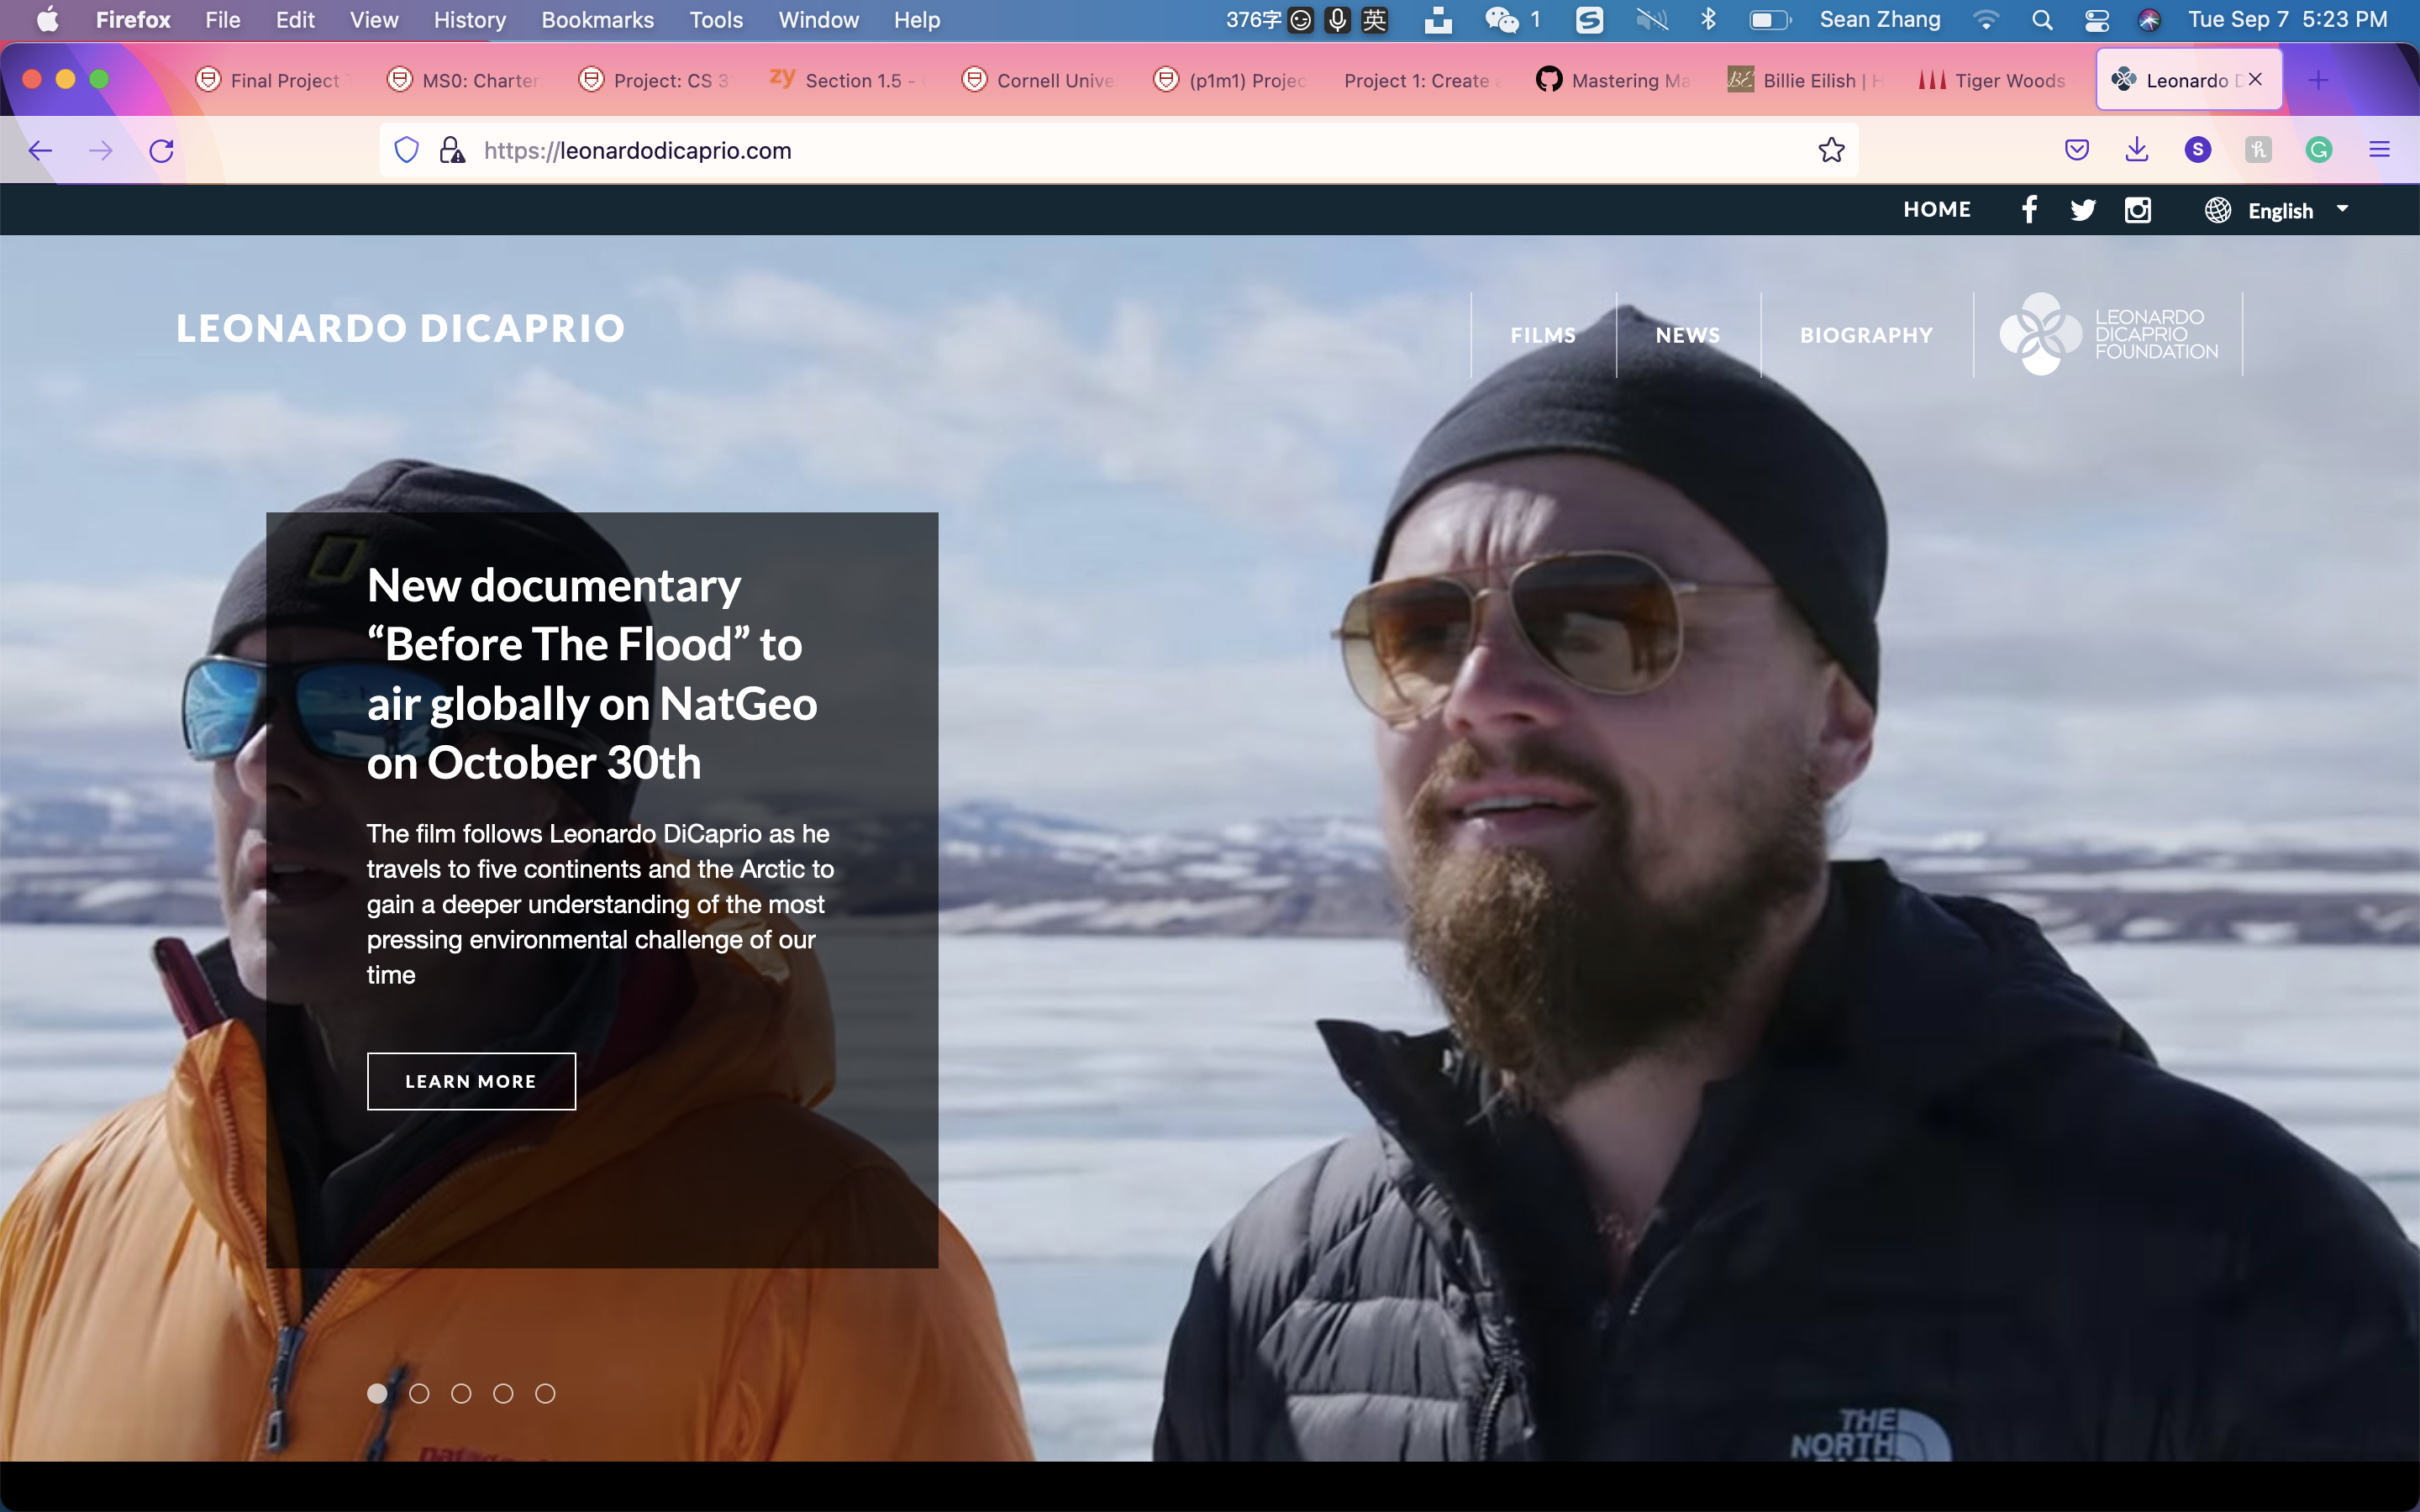 Firefox File Edit View History Bookmarks Tools Window Help 376字 英 1 Sean Zhang Tue Sep 7 5:23 PM
Final Project MS0: Charter Project: CS 3 zy Section 1.5 - Cornell Unive (p1m1) Projec Project 1: Create Mastering Ma BE Billie Eilish | Tiger Woods Leonardo D
https://leonardodicaprio.com S
HOME English
LEONARDO DICAPRIO
FILMS NEWS BIOGRAPHY
LEONARDO
DICAPRIO
FOUNDATION
New documentary
“Before The Flood” to
air globally on NatGeo
on October 30th
The film follows Leonardo DiCaprio as he
travels to five continents and the Arctic to
gain a deeper understanding of the most
pressing environmental challenge of our
time
LEARN MORE
THE
NORTH